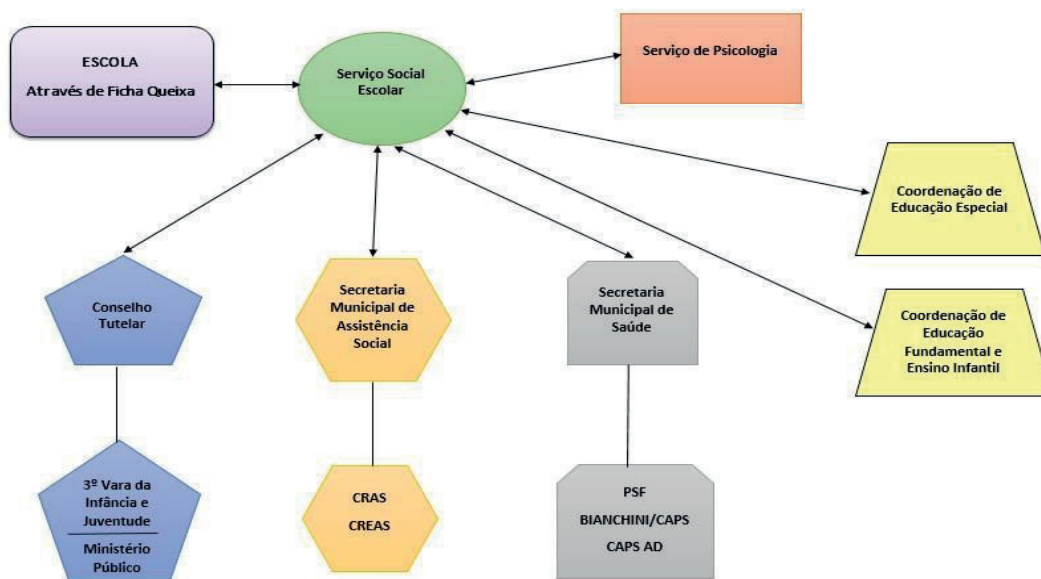 ESCOLA
Através de Ficha Queixa
Serviço Social
Escolar
Serviço de Psicologia
Coordenação de
Educação Especial
Conselho
Tutelar
Secretaria
Municipal de
Assistência
Social
Secretaria
Municipal de
Saúde
Coordenação de
Educação
Fundamental e
Ensino Infantil
3º Vara da
Infância e
Juventude
Ministério
Público
CRAS
CREAS
PSF
BIANCHINI/CAPS
CAPS AD